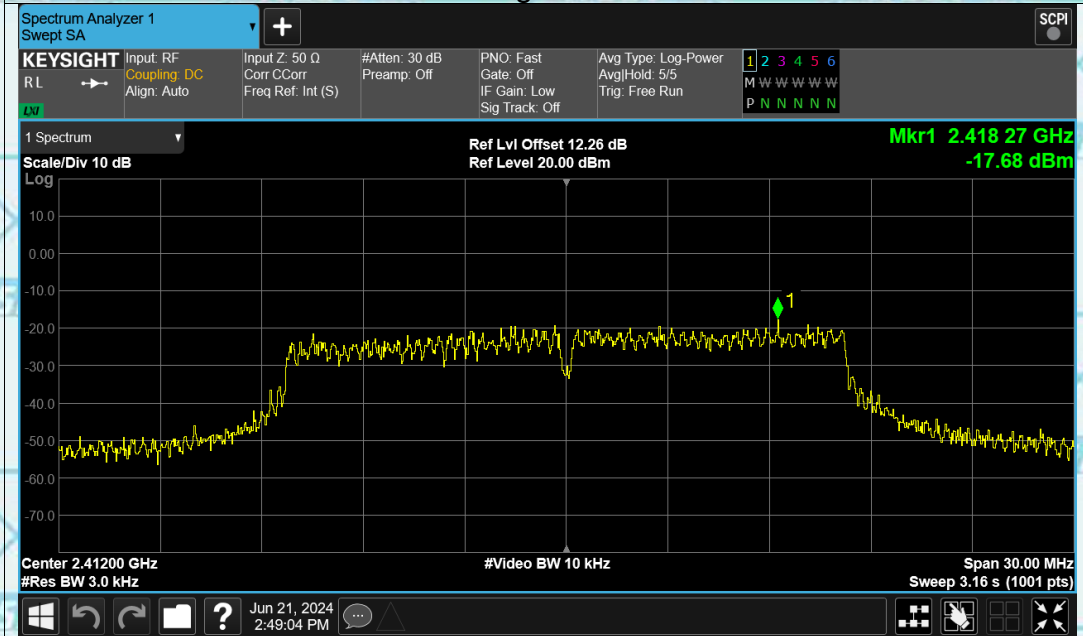 Spectrum Analyzer 1
Swept SA
+
SCPI
KEYSIGHT
R L
LXI
Input: RF
Coupling: DC
Align: Auto
Input Z: 50 Ω
Corr CCorr
Freq Ref: Int (S)
#Atten: 30 dB
Preamp: Off
PNO: Fast
Gate: Off
IF Gain: Low
Sig Track: Off
Avg Type: Log-Power
Avg|Hold: 5/5
Trig: Free Run
1 2 3 4 5 6
M W W W W W
P N N N N N
1 Spectrum
Scale/Div 10 dB
Ref Lvl Offset 12.26 dB
Ref Level 20.00 dBm
Mkr1 2.418 27 GHz
-17.68 dBm
Log
10.0
0.00
-10.0
-20.0
-30.0
-40.0
-50.0
-60.0
-70.0
1
Center 2.41200 GHz
#Res BW 3.0 kHz
#Video BW 10 kHz
Span 30.00 MHz
Sweep 3.16 s (1001 pts)
?
Jun 21, 2024
2:49:04 PM